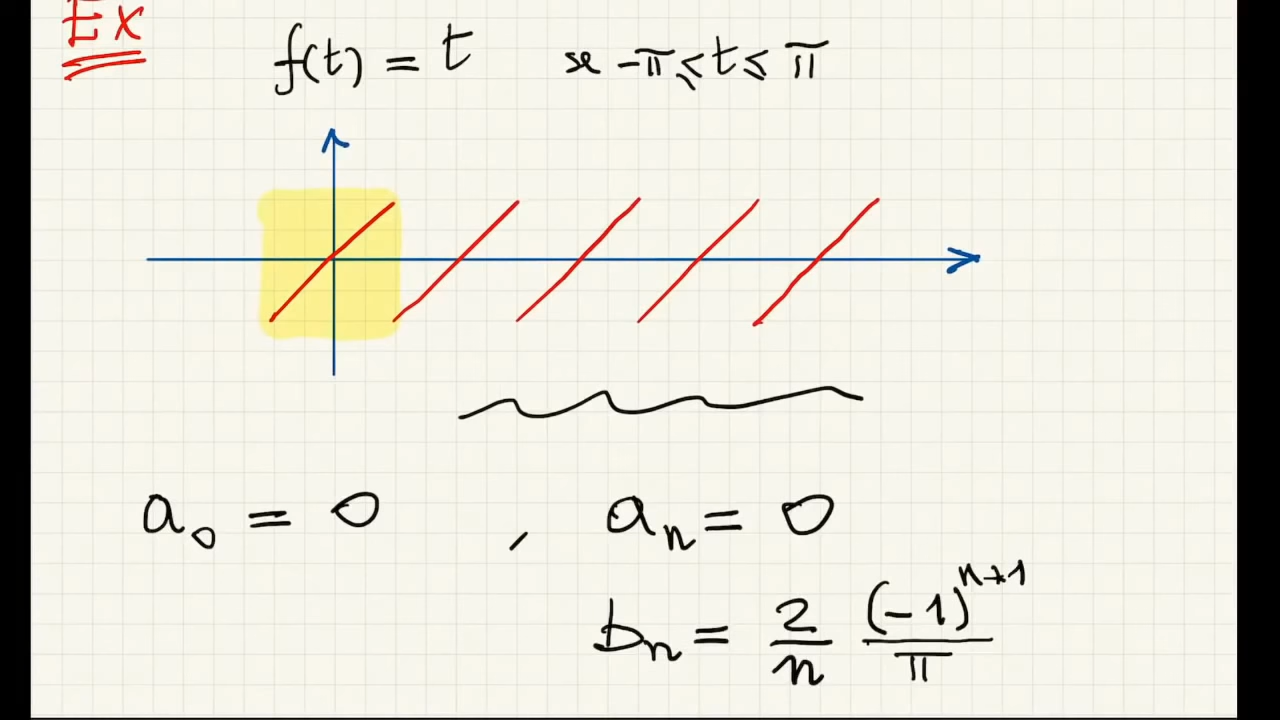 Ex
f(t) = t se -π ≤ t ≤ π
a₀ = 0 , aₙ = 0
bₙ = 2/n (-1)ⁿ⁺¹/π